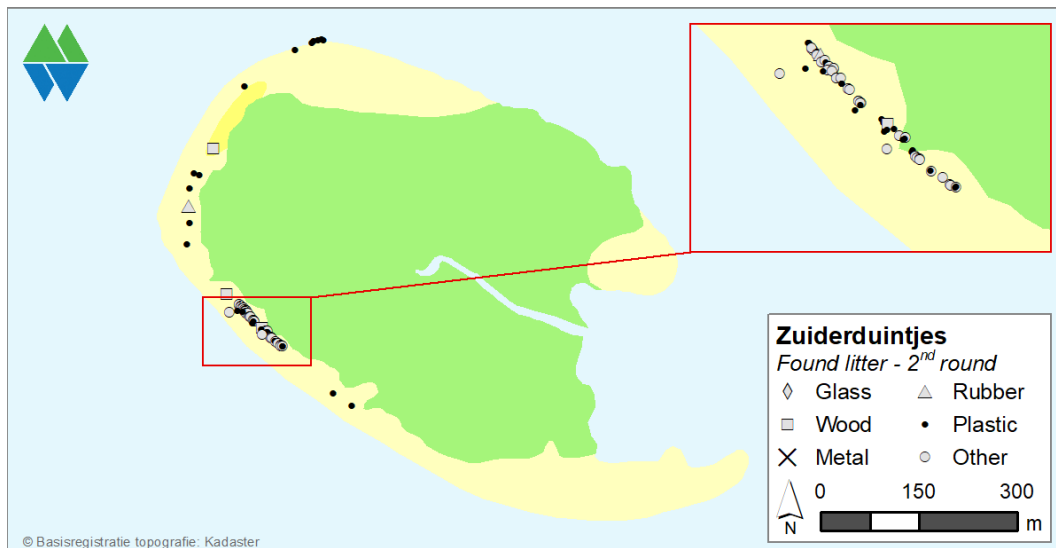 Zuiderduintjes
Found litter - 2nd round
Glass Rubber
Wood Plastic
Metal Other
0 150 300
N m
© Basisregistratie topografie: Kadaster